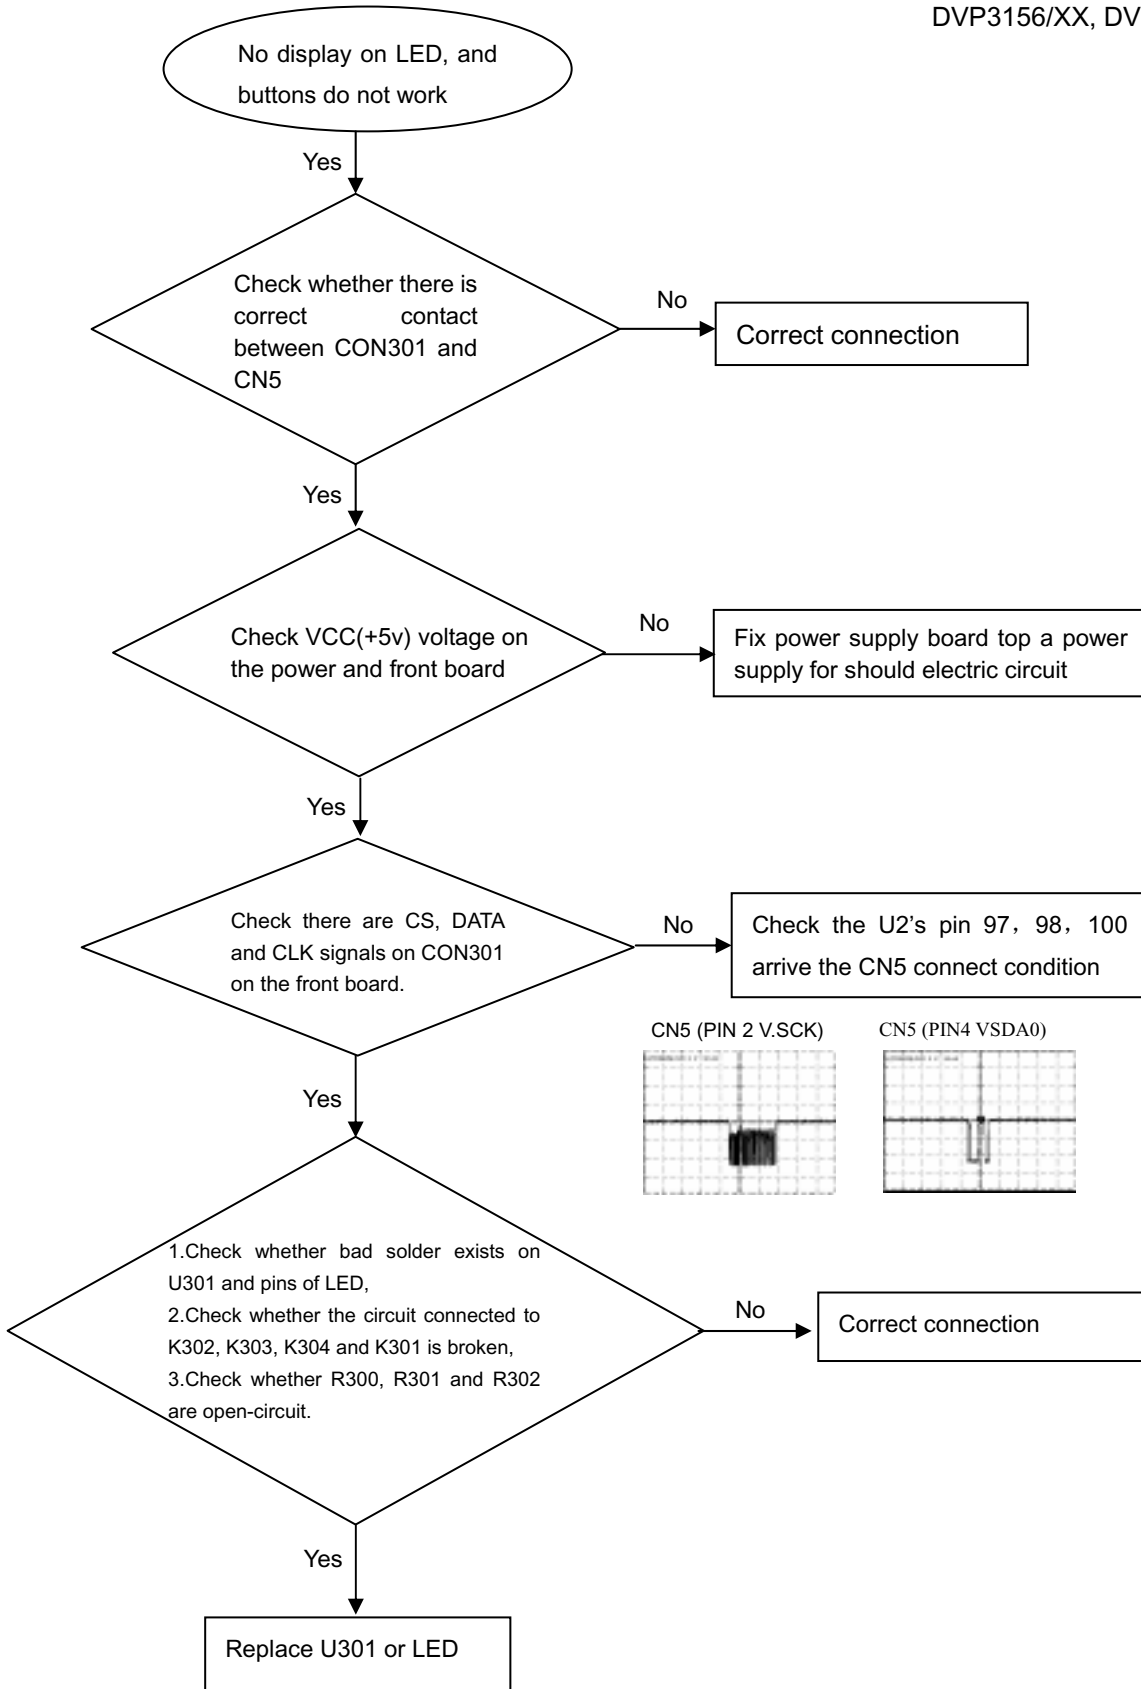 DVP3156/XX, DV
No display on LED, and
buttons do not work
Yes
Check whether there is
correct contact
between CON301 and
CN5
No
Correct connection
Yes
Check VCC(+5v) voltage on
the power and front board
No
Fix power supply board top a power
supply for should electric circuit
Yes
Check there are CS, DATA
and CLK signals on CON301
on the front board.
No
Check the U2's pin 97，98，100
arrive the CN5 connect condition
CN5 (PIN 2 V.SCK)
CN5 (PIN4 VSDA0)
Yes
1.Check whether bad solder exists on
U301 and pins of LED,
2.Check whether the circuit connected to
K302, K303, K304 and K301 is broken,
3.Check whether R300, R301 and R302
are open-circuit.
No
Correct connection
Yes
Replace U301 or LED